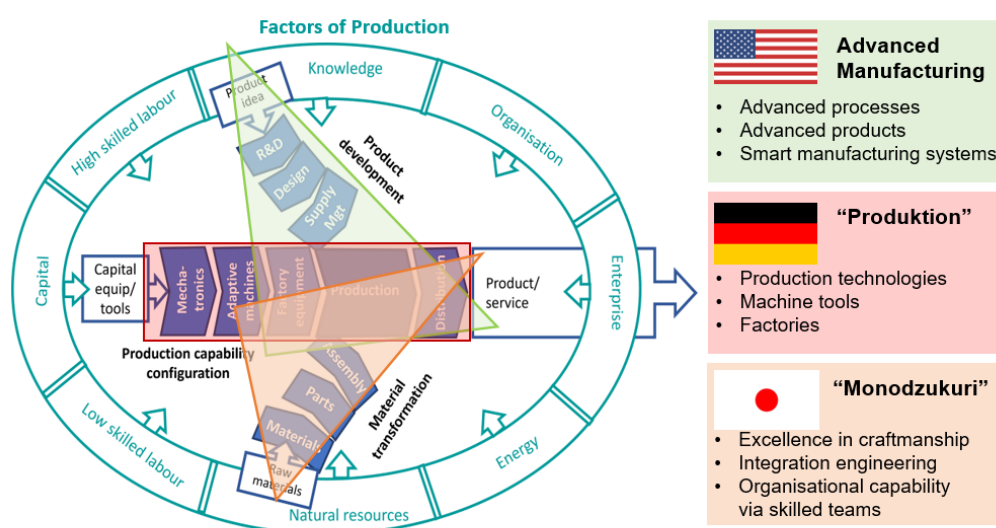 Factors of Production
Knowledge
Organisation
Enterprise
Energy
Natural resources
Low skilled labour
Capital
High skilled labour
Product
idea
R&D
Design
Supply
Mgt
Product
development
Capital
equip/
tools
Mecha-
tronics
Adaptive
machines
Factory
equipment
Production
Distribution
Product/
service
Production capability
configuration
Assembly
Parts
Materials
Raw
materials
Material
transformation
Advanced
Manufacturing
• Advanced processes
• Advanced products
• Smart manufacturing systems
“Produktion”
• Production technologies
• Machine tools
• Factories
“Monodzukuri”
• Excellence in craftmanship
• Integration engineering
• Organisational capability
via skilled teams